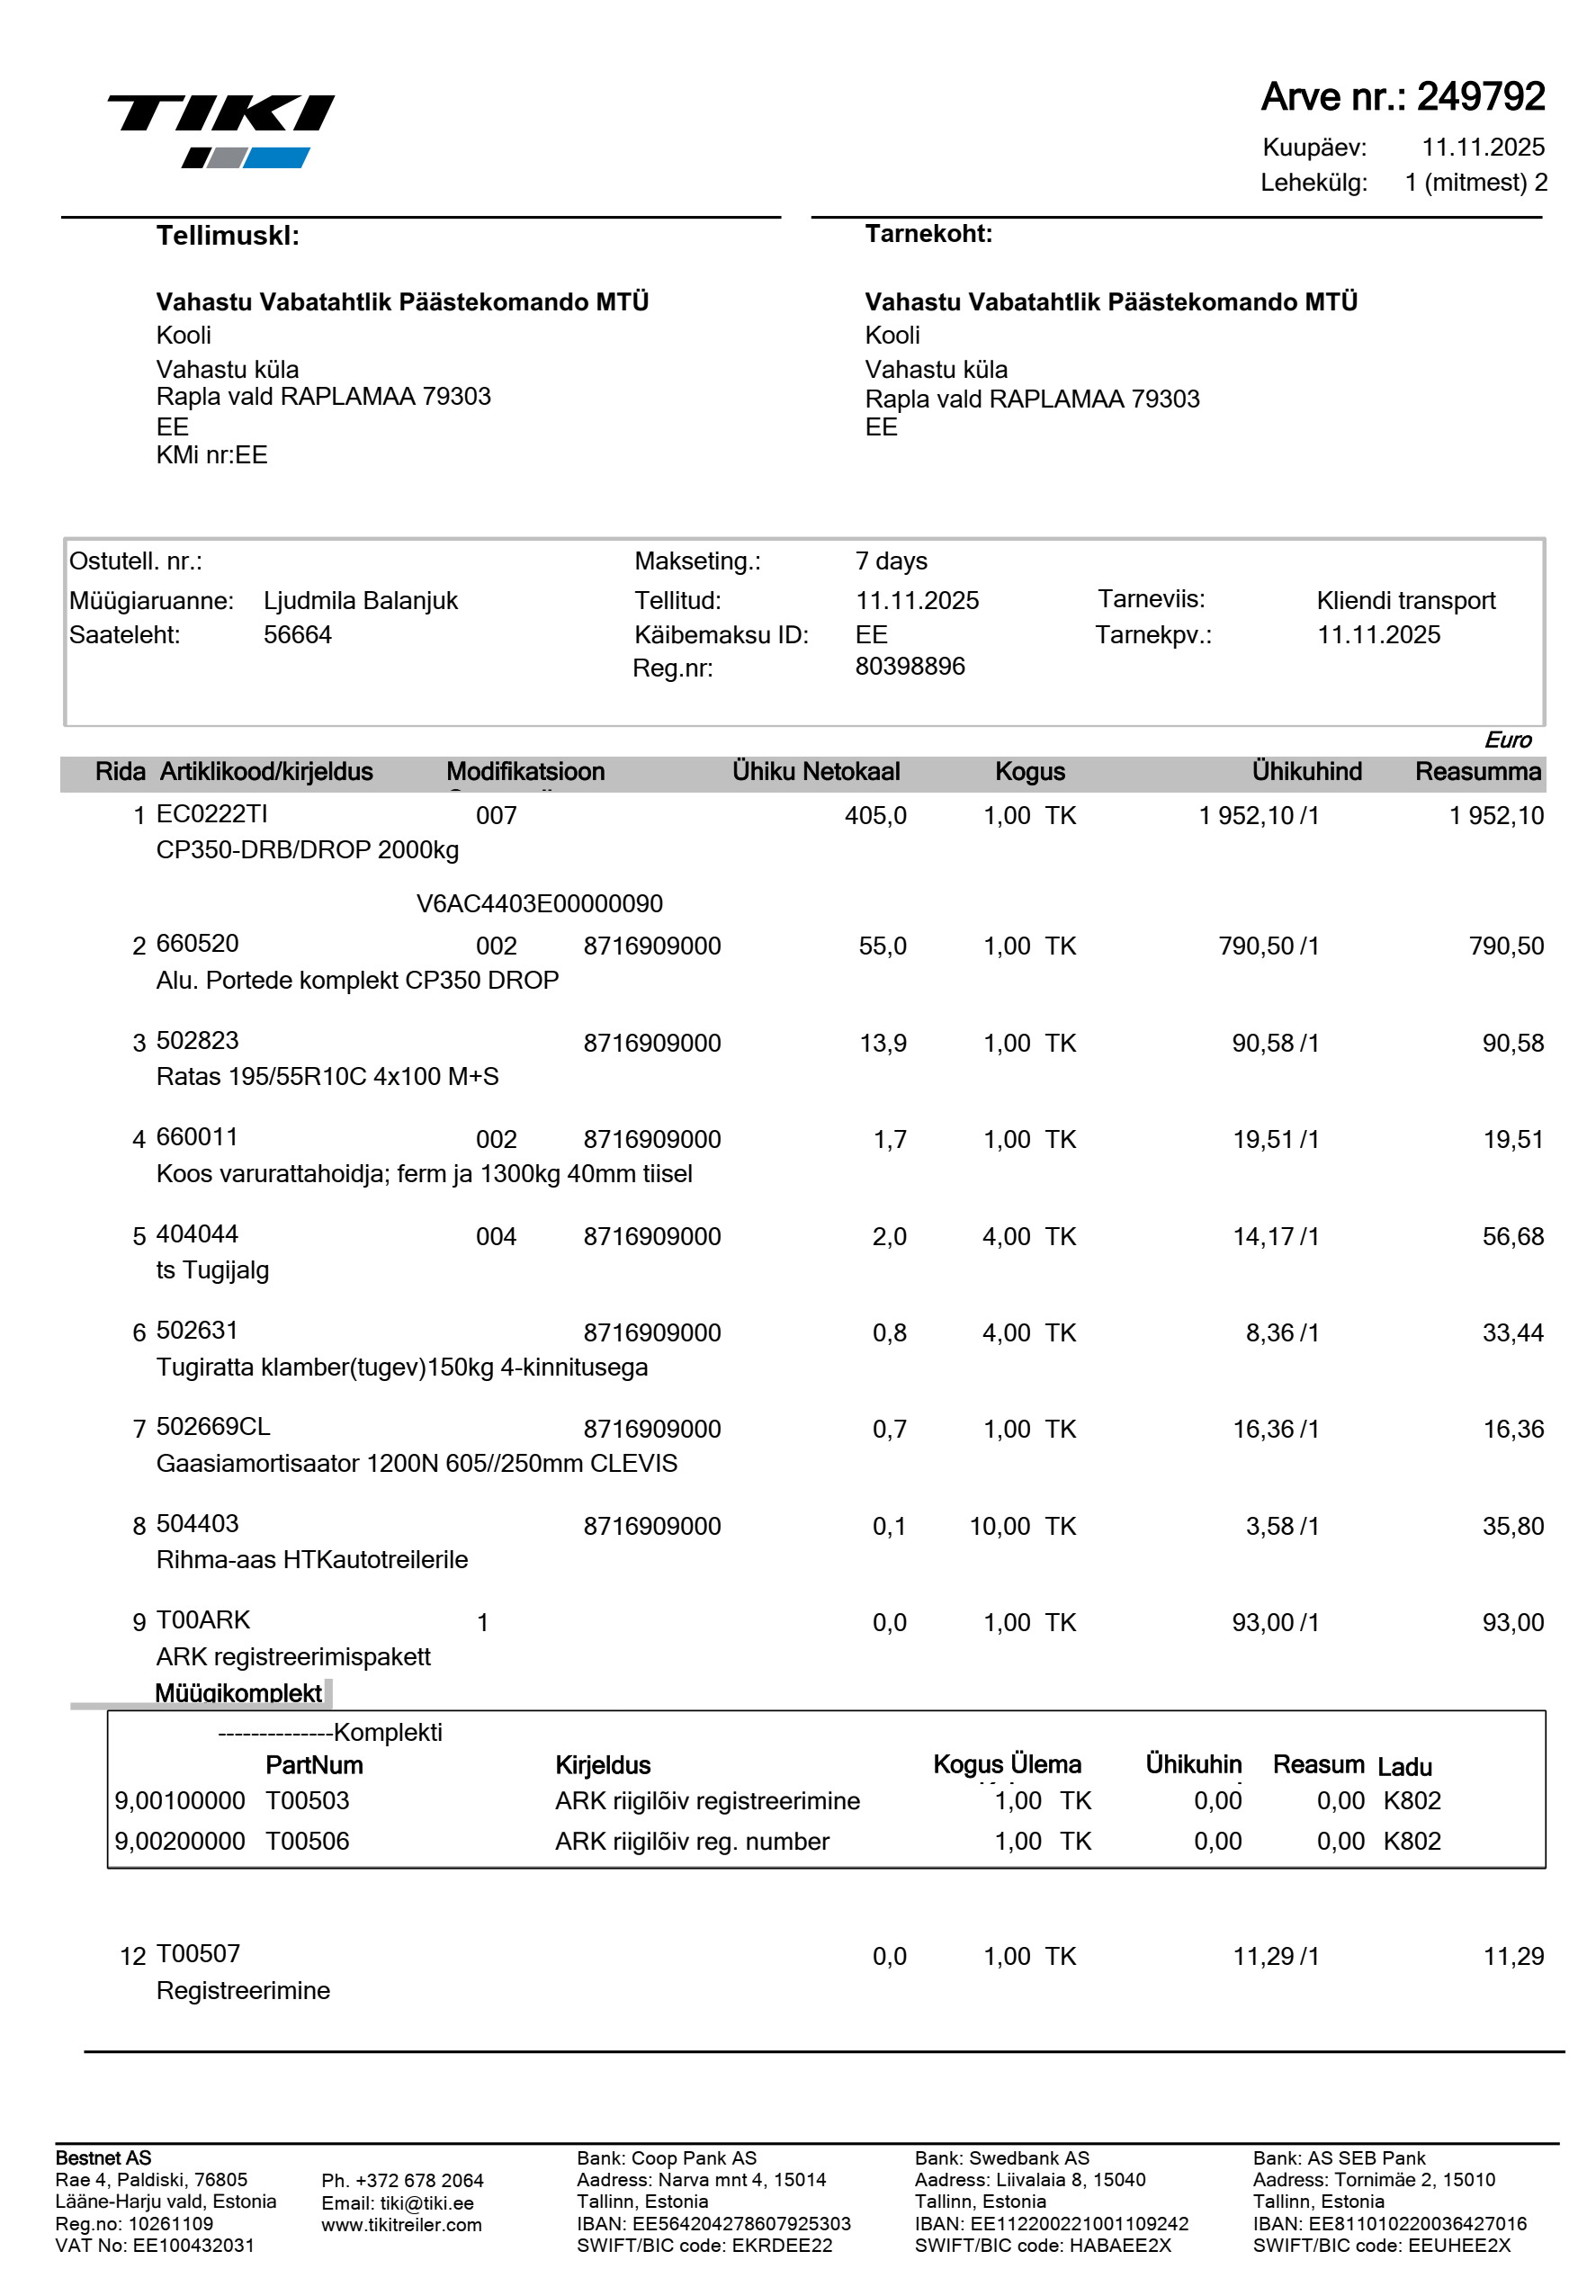 TIKI
Arve nr.: 249792
Kuupäev: 11.11.2025
Lehekülg: 1 (mitmest) 2
Tellimuskl:
Tarnekoht:
Vahastu Vabatahtlik Päästekomando MTÜ
Kooli
Vahastu küla
Rapla vald RAPLAMAA 79303
EE
KMi nr:EE
Vahastu Vabatahtlik Päästekomando MTÜ
Kooli
Vahastu küla
Rapla vald RAPLAMAA 79303
EE
Ostutell. nr.: Makseting.: 7 days
Müügiaruanne: Ljudmila Balanjuk Tellitud: 11.11.2025 Tarneviis: Kliendi transport
Saateleht: 56664 Käibemaksu ID: EE Tarnekpv.: 11.11.2025
Reg.nr: 80398896
Euro
Rida Artiklikood/kirjeldus Modifikatsioon Ühiku Netokaal Kogus Ühikuhind Reasumma
1 EC0222TI 007 405,0 1,00 TK 1 952,10 /1 1 952,10
CP350-DRB/DROP 2000kg
V6AC4403E00000090
2 660520 002 8716909000 55,0 1,00 TK 790,50 /1 790,50
Alu. Portede komplekt CP350 DROP
3 502823 8716909000 13,9 1,00 TK 90,58 /1 90,58
Ratas 195/55R10C 4x100 M+S
4 660011 002 8716909000 1,7 1,00 TK 19,51 /1 19,51
Koos varurattahoidja; ferm ja 1300kg 40mm tiisel
5 404044 004 8716909000 2,0 4,00 TK 14,17 /1 56,68
ts Tugijalg
6 502631 8716909000 0,8 4,00 TK 8,36 /1 33,44
Tugiratta klamber(tugev)150kg 4-kinnitusega
7 502669CL 8716909000 0,7 1,00 TK 16,36 /1 16,36
Gaasiamortisaator 1200N 605//250mm CLEVIS
8 504403 8716909000 0,1 10,00 TK 3,58 /1 35,80
Rihma-aas HTKautotreilerile
9 T00ARK 1 0,0 1,00 TK 93,00 /1 93,00
ARK registreerimispakett
Müügikomplekt
--------------Komplekti
PartNum Kirjeldus Kogus Ülema Ühikuhin Reasum Ladu
9,00100000 T00503 ARK riigilõiv registreerimine 1,00 TK 0,00 0,00 K802
9,00200000 T00506 ARK riigilõiv reg. number 1,00 TK 0,00 0,00 K802
12 T00507 0,0 1,00 TK 11,29 /1 11,29
Registreerimine
Bestnet AS
Rae 4, Paldiski, 76805
Lääne-Harju vald, Estonia
Reg.no: 10261109
VAT No: EE100432031
Ph. +372 678 2064
Email: tiki@tiki.ee
www.tikitreiler.com
Bank: Coop Pank AS
Aadress: Narva mnt 4, 15014
Tallinn, Estonia
IBAN: EE564204278607925303
SWIFT/BIC code: EKRDEE22
Bank: Swedbank AS
Aadress: Liivalaia 8, 15040
Tallinn, Estonia
IBAN: EE112200221001109242
SWIFT/BIC code: HABAEE2X
Bank: AS SEB Pank
Aadress: Tornimäe 2, 15010
Tallinn, Estonia
IBAN: EE811010220036427016
SWIFT/BIC code: EEUHEE2X